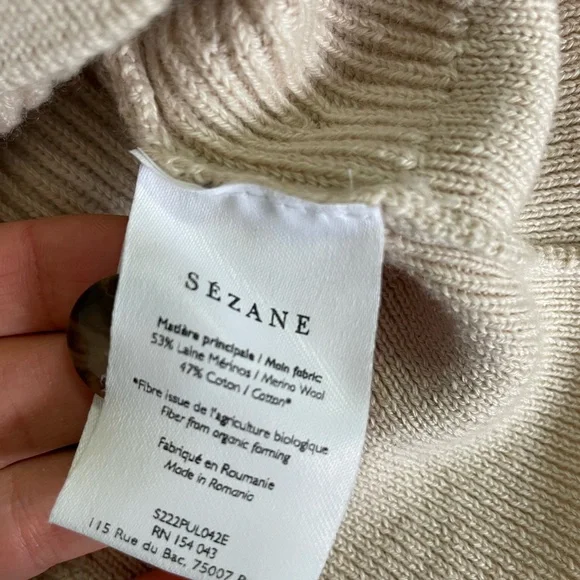 SÉZANE
Matière principale / Main fabric:
53% Laine Mérinos / Merino Wool
47% Coton / Cotton*
*Fibre issue de l'agriculture biologique
Fiber from organic farming
Fabriqué en Roumanie
Made in Romania
S222PUL042E
RN 154 043
115 Rue du Bac, 75007